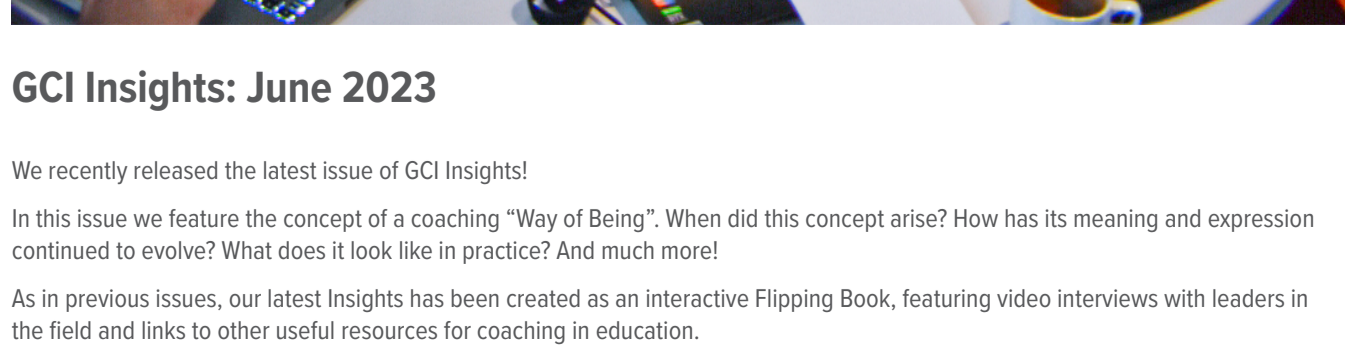 GCI Insights: June 2023
We recently released the latest issue of GCI Insights!
In this issue we feature the concept of a coaching “Way of Being”. When did this concept arise? How has its meaning and expression
continued to evolve? What does it look like in practice? And much more!
As in previous issues, our latest Insights has been created as an interactive Flipping Book, featuring video interviews with leaders in
the field and links to other useful resources for coaching in education.